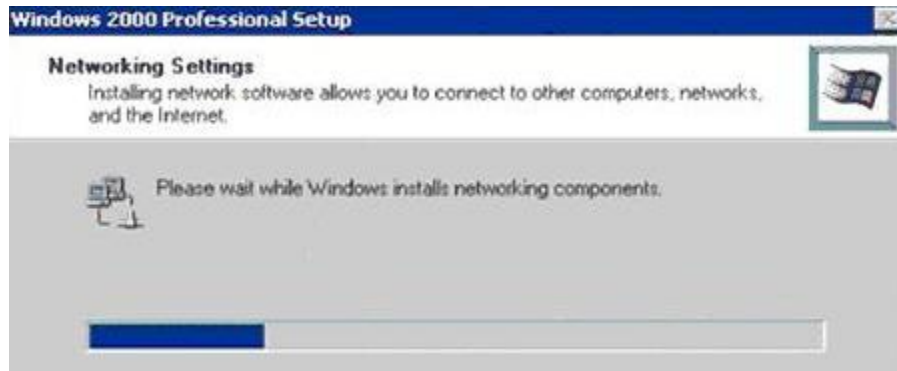 Windows 2000 Professional Setup
Networking Settings
Installing network software allows you to connect to other computers, networks,
and the Internet.
Please wait while Windows installs networking components.